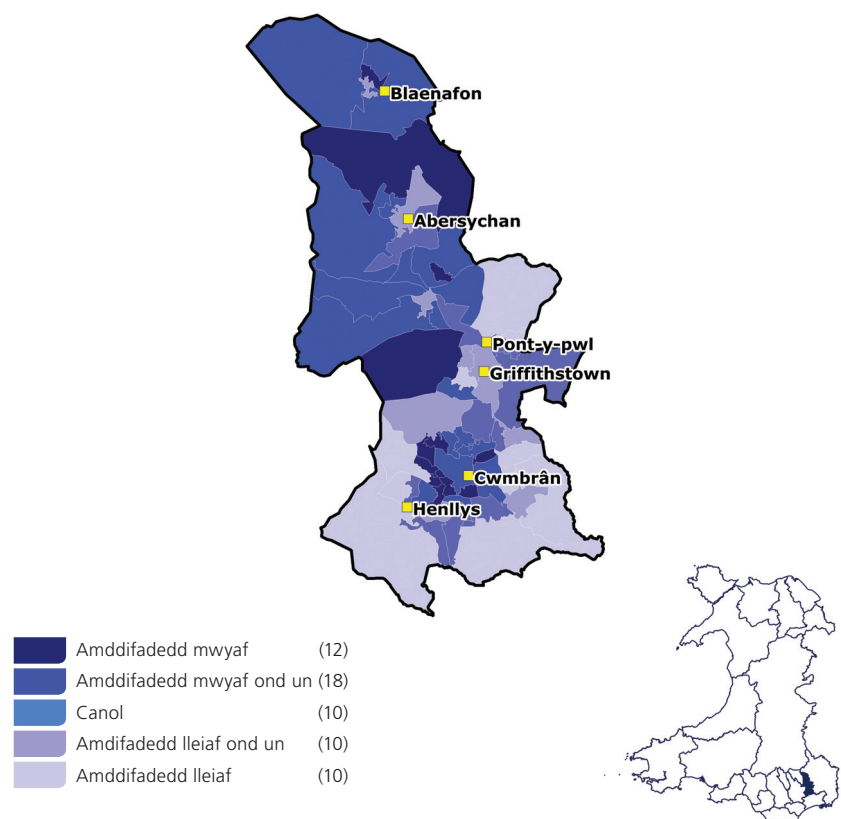 Blaenafon
Abersychan
Pont-y-pwl
Griffithstown
Cwmbrân
Henllys
Amddifadedd mwyaf (12)
Amddifadedd mwyaf ond un (18)
Canol (10)
Amdifadedd lleiaf ond un (10)
Amddifadedd lleiaf (10)